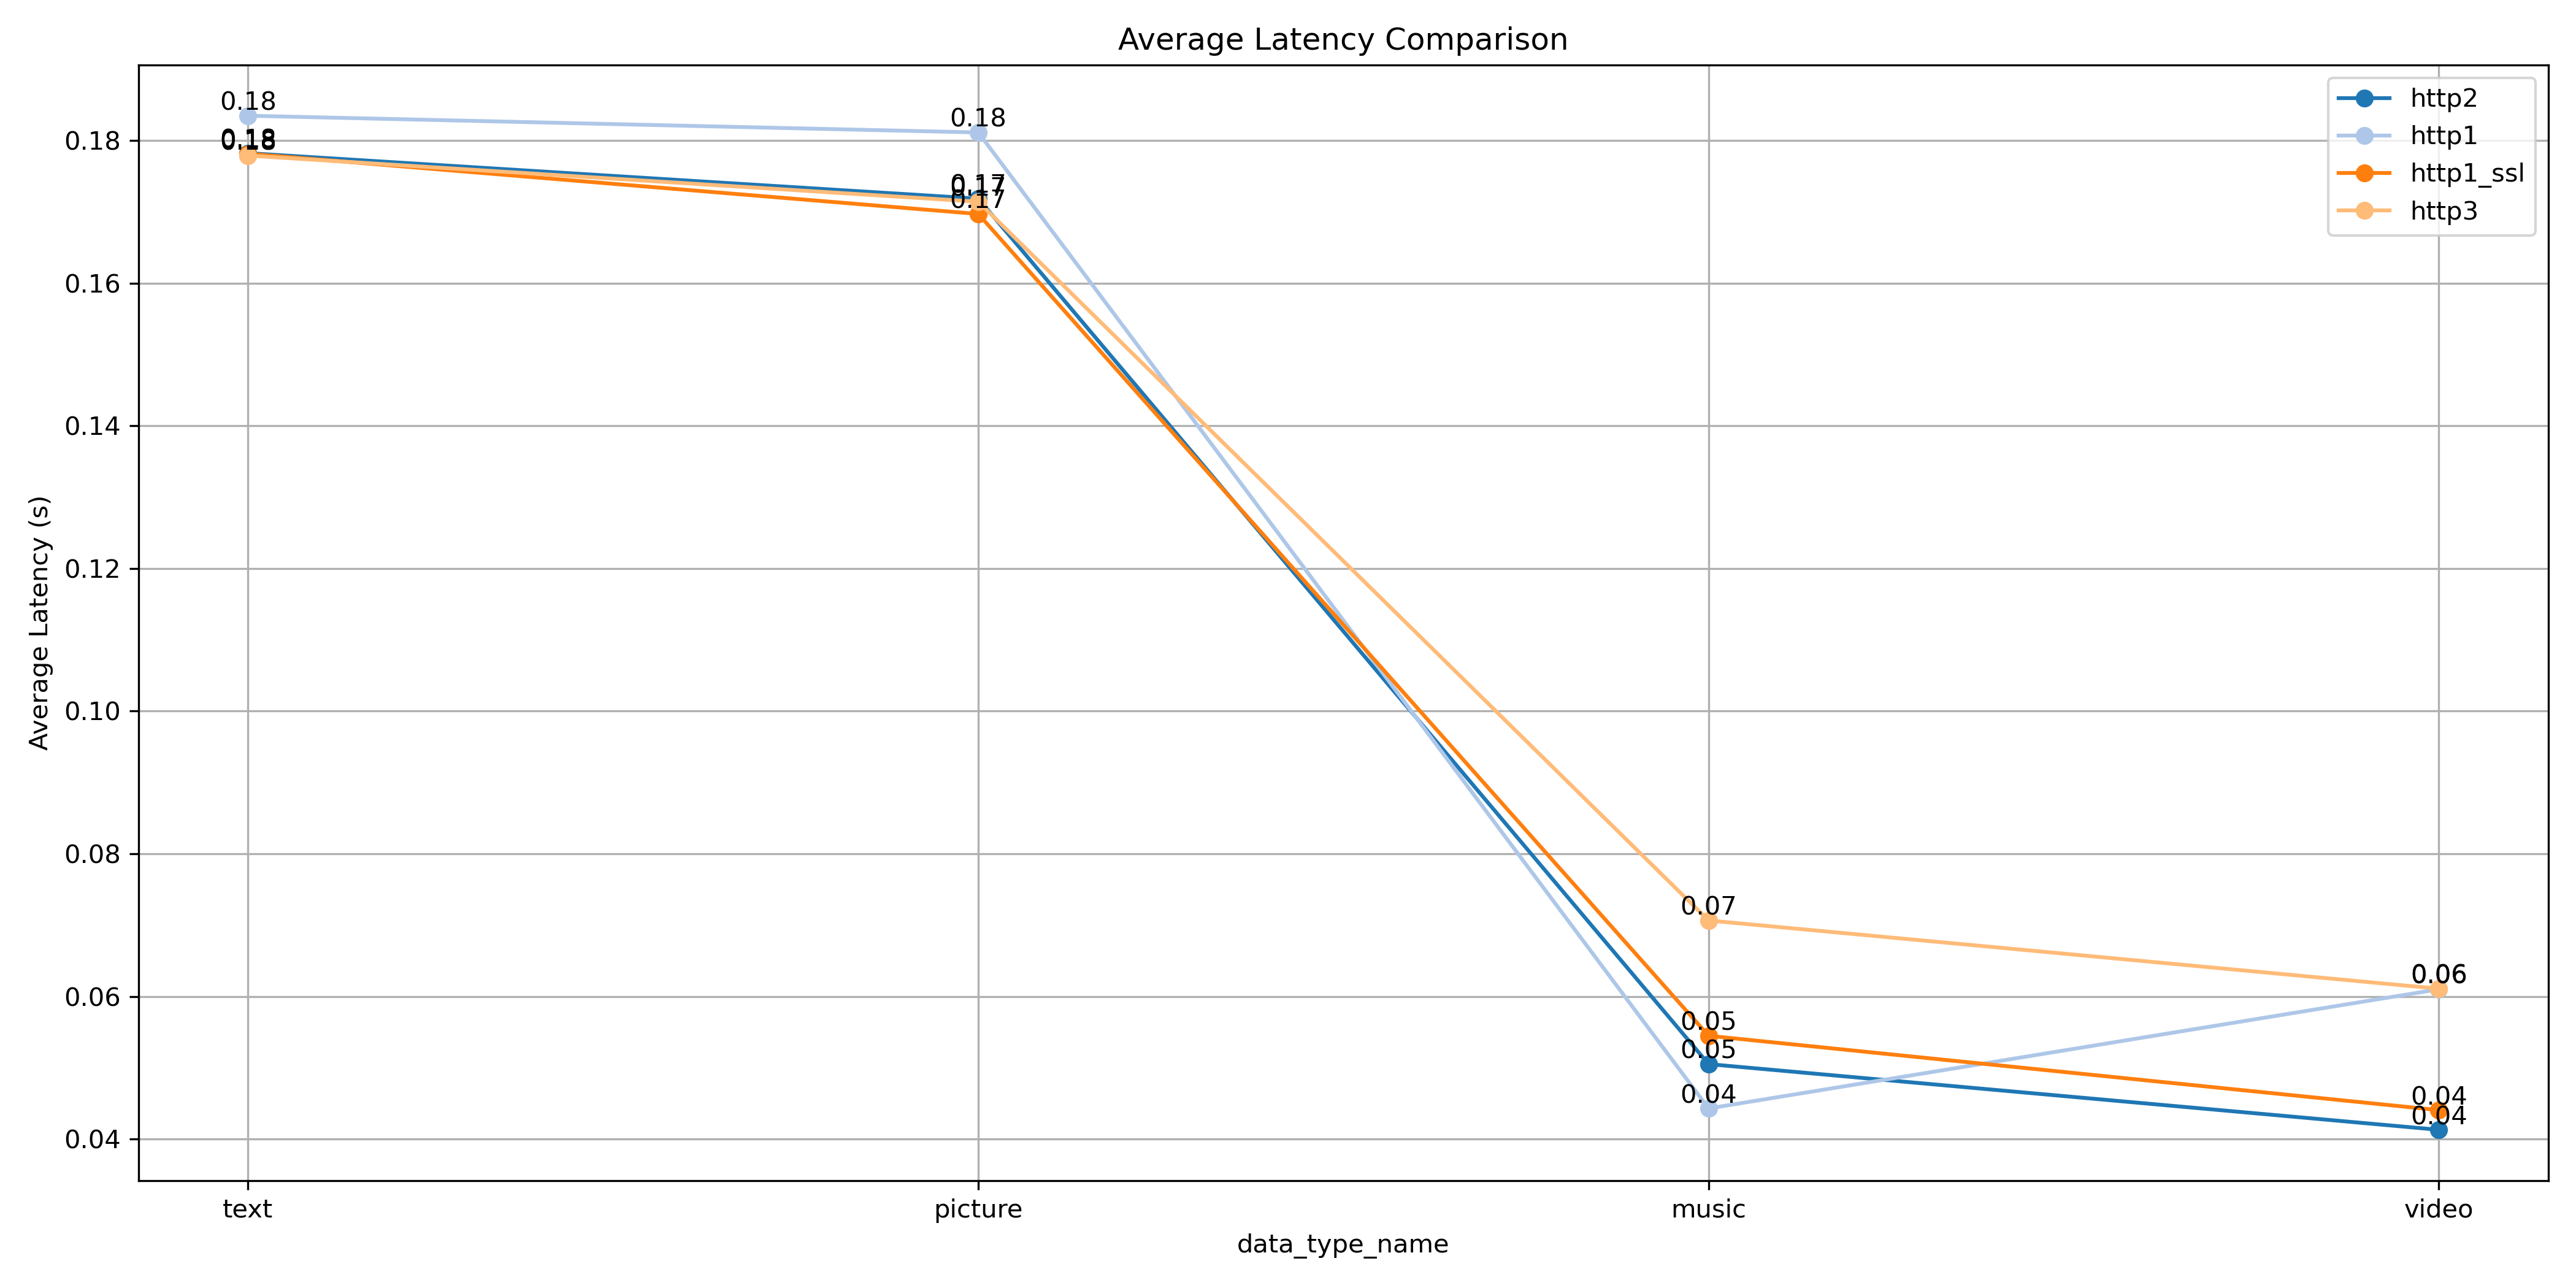 Average Latency Comparison
0.18
0.18
0.18
0.17
0.17
0.07
0.05
0.05
0.04
0.06
0.04
0.04
http2
http1
http1_ssl
http3
0.18
0.16
0.14
0.12
0.10
0.08
0.06
0.04
Average Latency (s)
text
picture
music
video
data_type_name